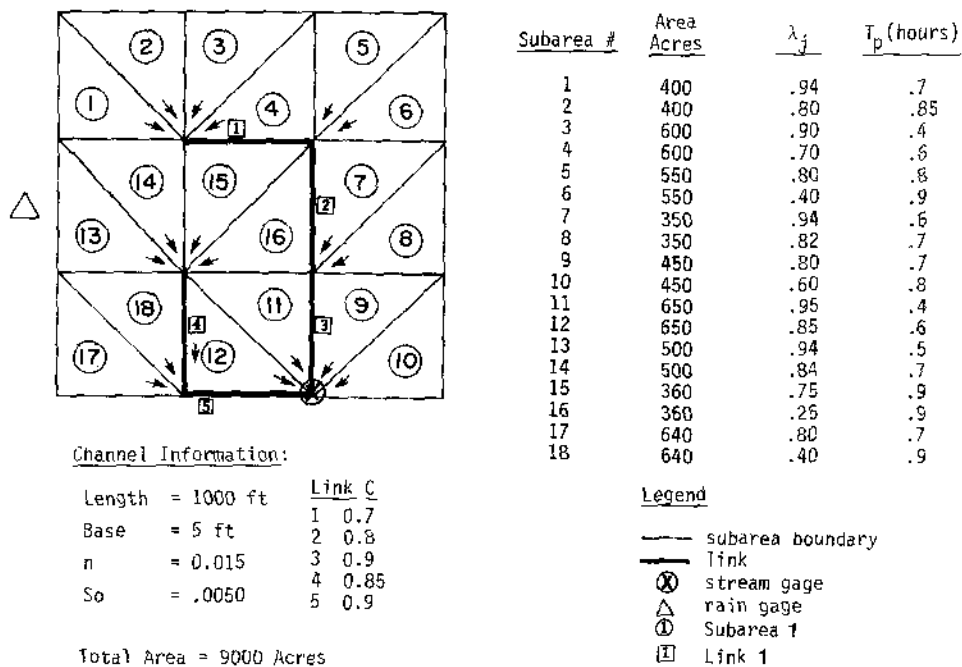 2
3
5
1
4
6
1
14
15
7
2
13
16
8
18
11
9
4
3
17
12
10
5
Subarea # Area Acres λj Tp(hours)
1 400 .94 .7
2 400 .80 .85
3 600 .90 .4
4 600 .70 .6
5 550 .80 .8
6 550 .40 .9
7 350 .94 .6
8 350 .82 .7
9 450 .80 .7
10 450 .60 .8
11 650 .95 .4
12 650 .85 .6
13 500 .94 .5
14 500 .84 .7
15 360 .75 .9
16 360 .25 .9
17 640 .80 .7
18 640 .40 .9
Channel Information:
Length = 1000 ft
Base = 5 ft
n = 0.015
So = .0050
Link C
1 0.7
2 0.8
3 0.9
4 0.85
5 0.9
Total Area = 9000 Acres
Legend
subarea boundary
link
X stream gage
rain gage
1 Subarea 1
1 Link 1